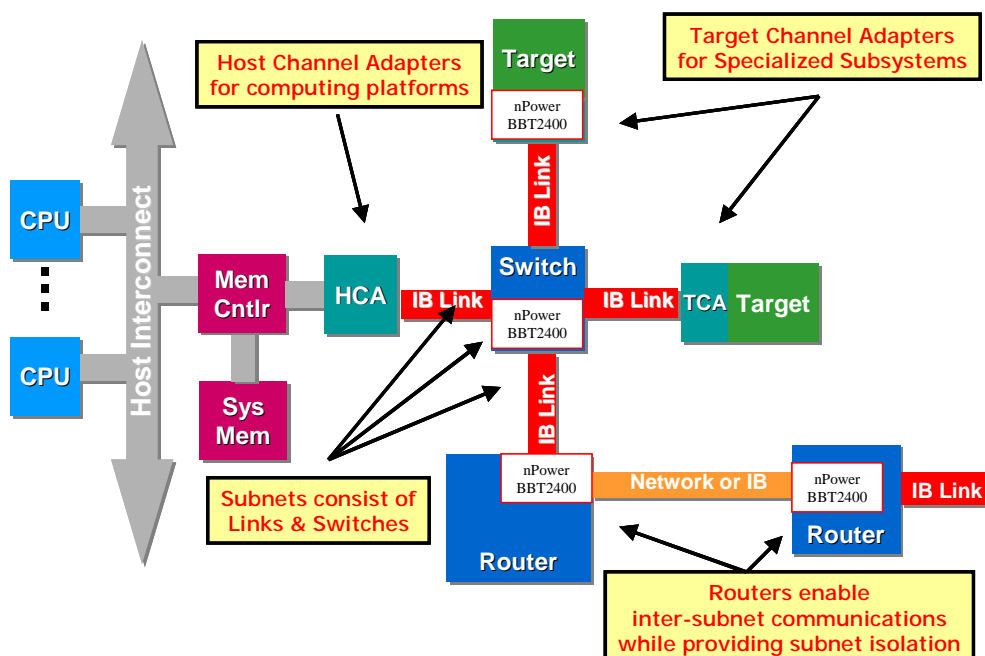 Host Channel Adapters
for computing platforms
Target
nPower
BBT2400
Target Channel Adapters
for Specialized Subsystems
IB Link
CPU
CPU
Host Interconnect
Mem
Cntlr
HCA
IB Link
Switch
nPower
BBT2400
IB Link
TCA
Target
Sys
Mem
IB Link
Subnets consist of
Links & Switches
nPower
BBT2400
Router
Network or IB
nPower
BBT2400
Router
IB Link
Routers enable
inter-subnet communications
while providing subnet isolation